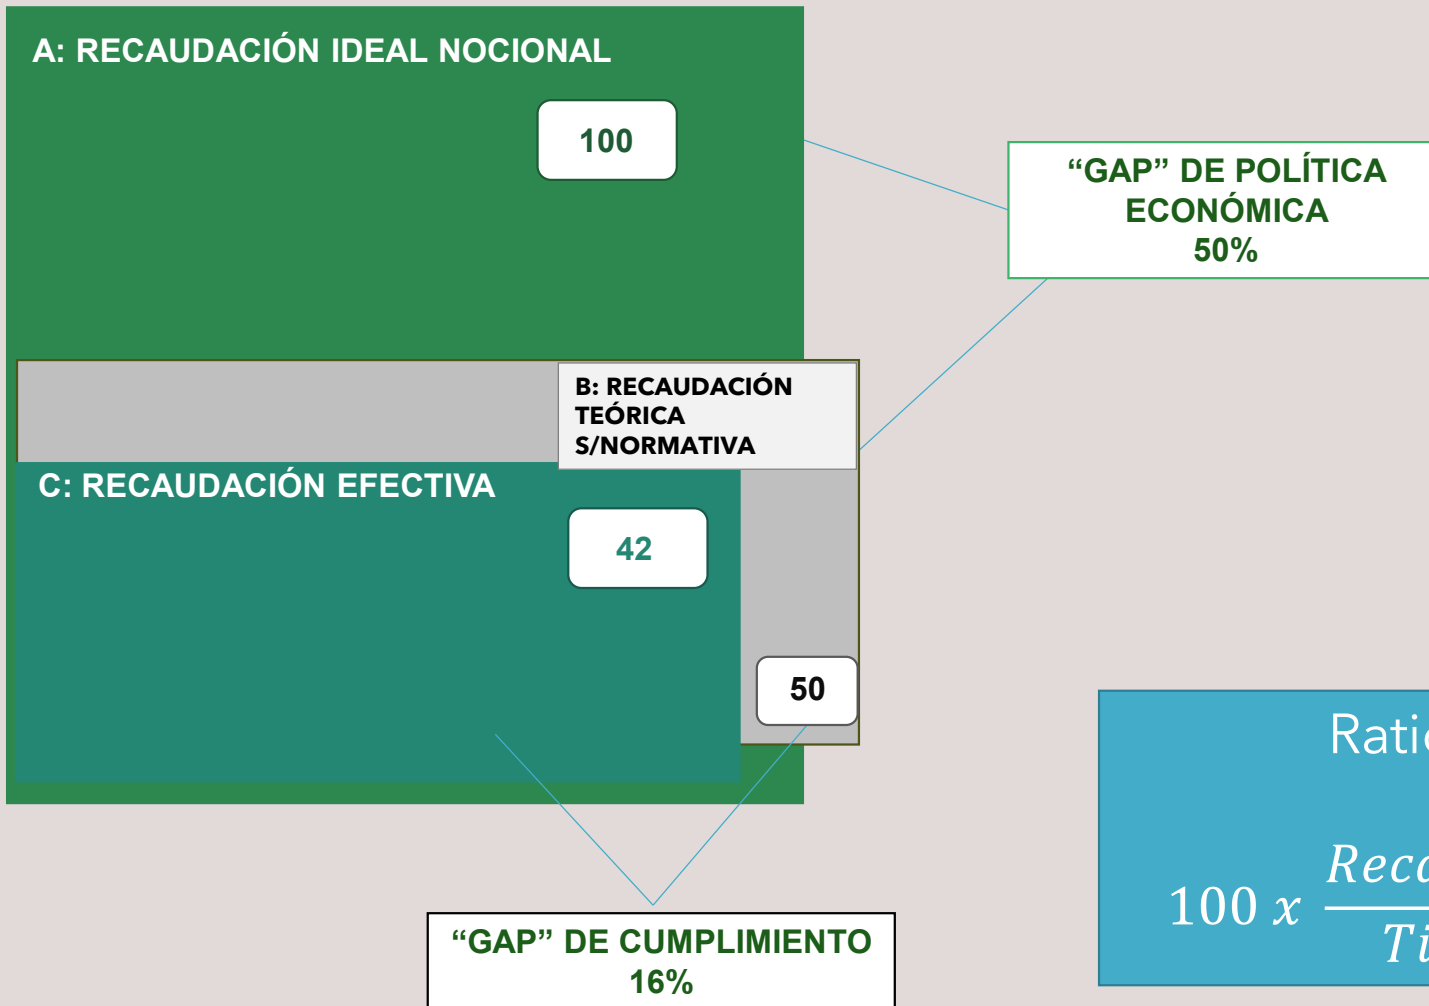 A: RECAUDACIÓN IDEAL NOCIONAL
100
“GAP” DE POLÍTICA
ECONÓMICA
50%
B: RECAUDACIÓN
TEÓRICA
S/NORMATIVA
C: RECAUDACIÓN EFECTIVA
42
50
“GAP” DE CUMPLIMIENTO
16%
100 x